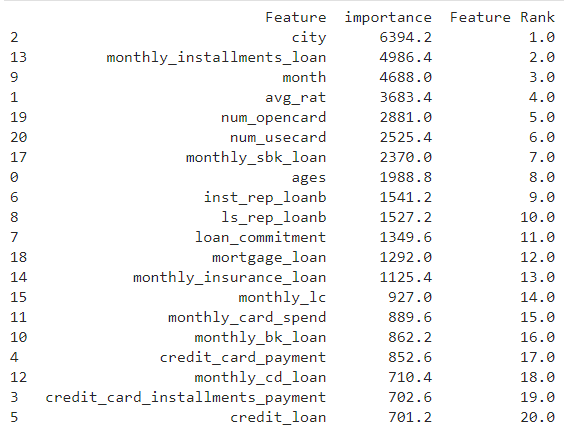 Feature importance Feature Rank
2 city 6394.2 1.0
13 monthly_installments_loan 4986.4 2.0
9 month 4688.0 3.0
1 avg_rat 3683.4 4.0
19 num_opencard 2881.0 5.0
20 num_usecard 2525.4 6.0
17 monthly_sbk_loan 2370.0 7.0
0 ages 1988.8 8.0
6 inst_rep_loanb 1541.2 9.0
8 ls_rep_loanb 1527.2 10.0
7 loan_commitment 1349.6 11.0
18 mortgage_loan 1292.0 12.0
14 monthly_insurance_loan 1125.4 13.0
15 monthly_lc 927.0 14.0
11 monthly_card_spend 889.6 15.0
10 monthly_bk_loan 862.2 16.0
4 credit_card_payment 852.6 17.0
12 monthly_cd_loan 710.4 18.0
3 credit_card_installments_payment 702.6 19.0
5 credit_loan 701.2 20.0